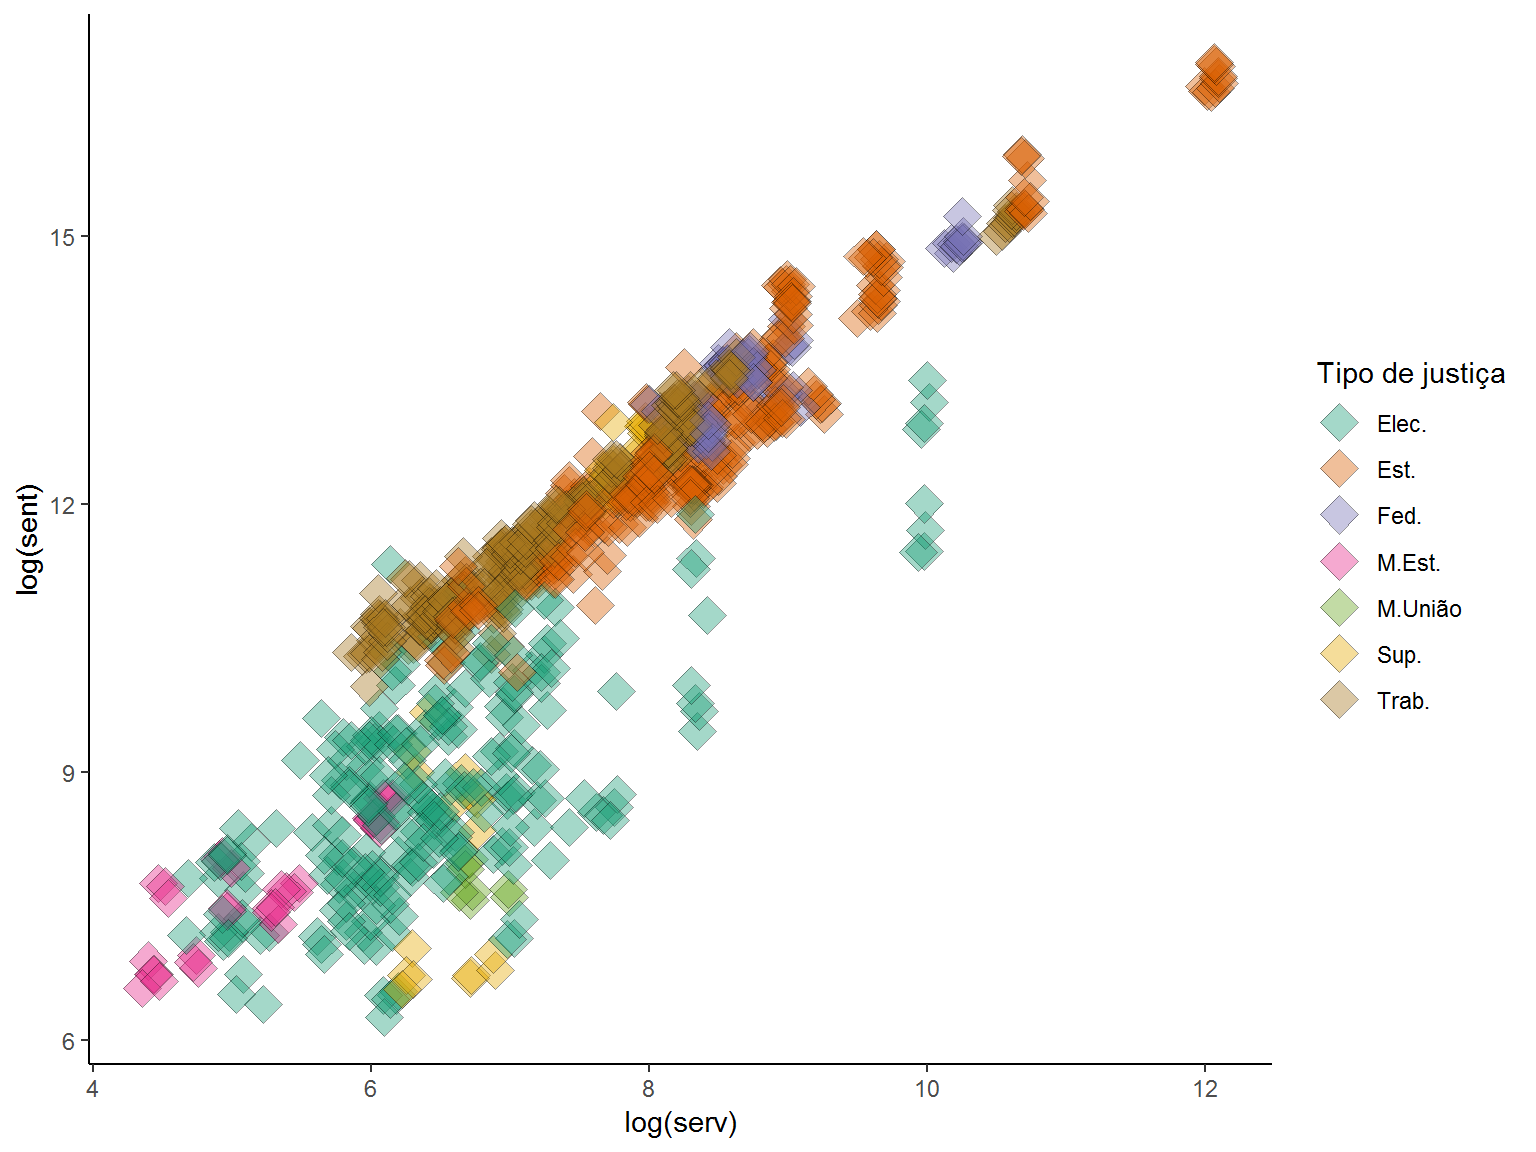 15
12
9
6
log(sent)
4
6
8
10
12
log(serv)
Tipo de justiça
Elec.
Est.
Fed.
M.Est.
M.União
Sup.
Trab.